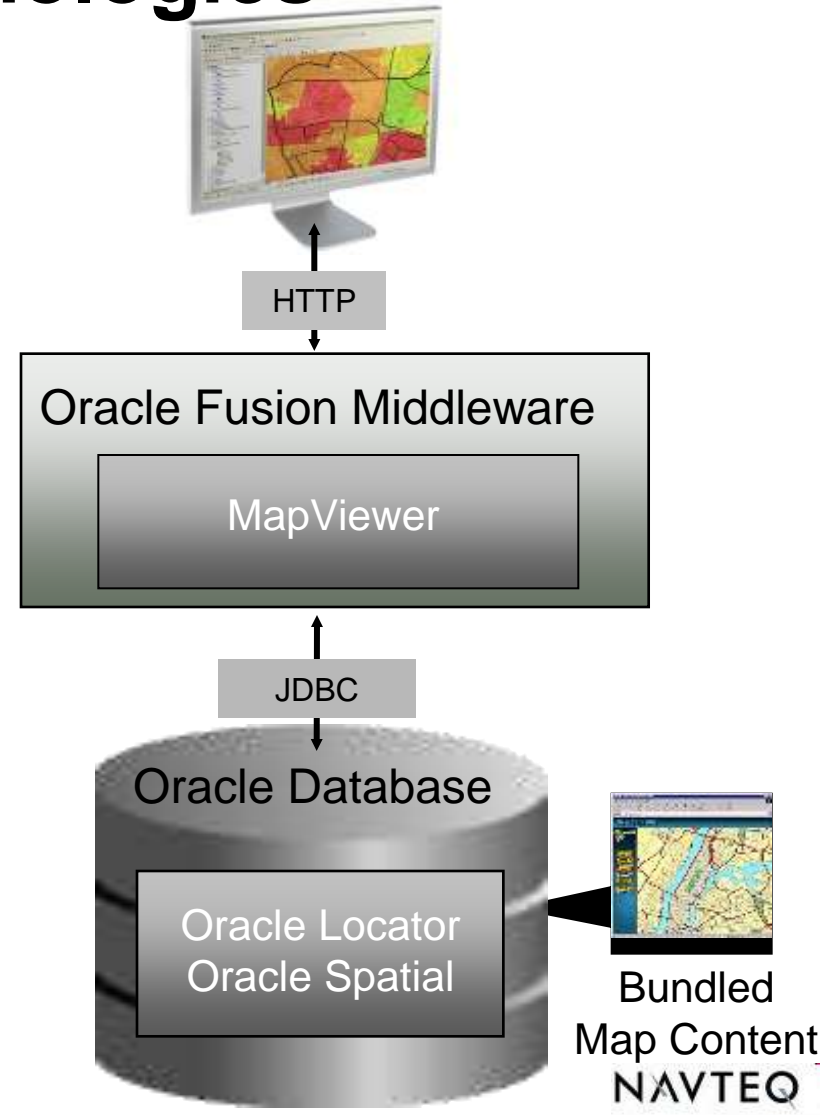 HTTP
Oracle Fusion Middleware
MapViewer
JDBC
Oracle Database
Oracle Locator
Oracle Spatial
Bundled
Map Content
NAVTEQ